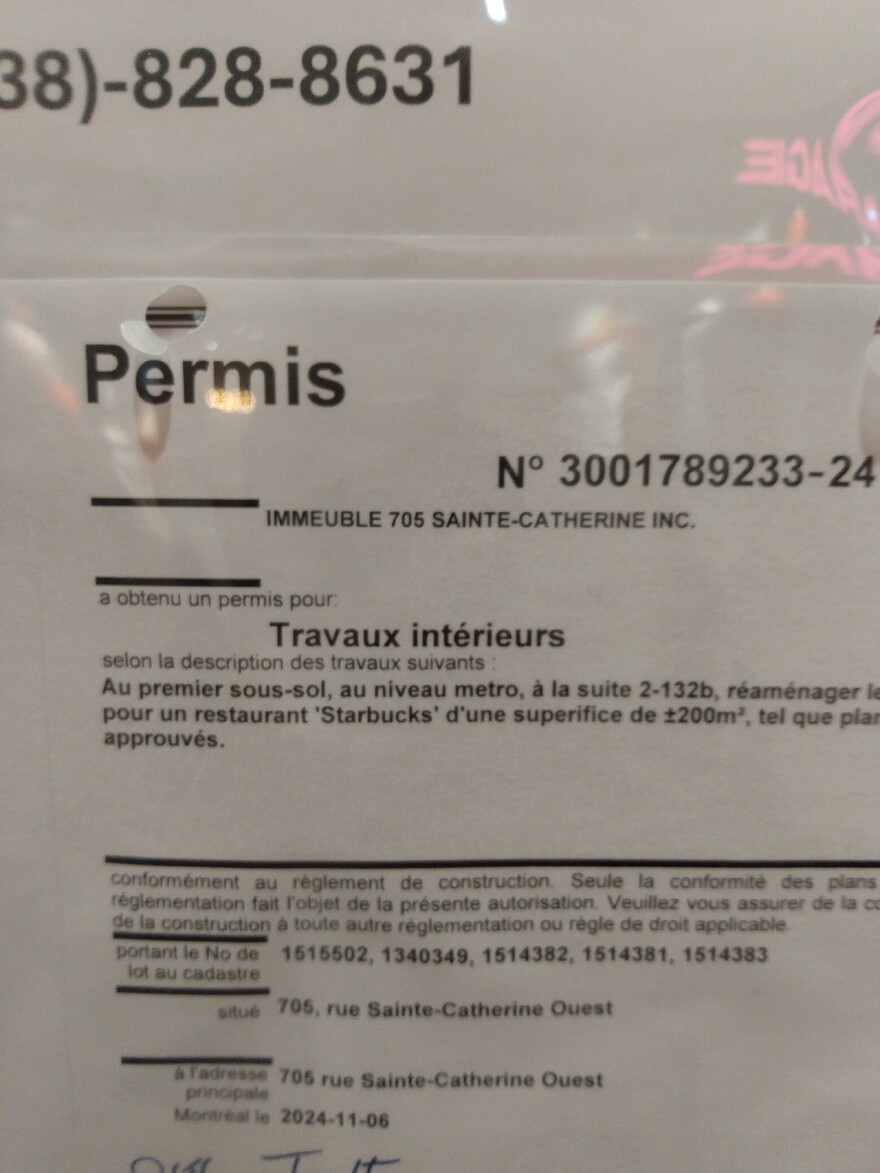 38)-828-8631
Permis
N° 3001789233-24
IMMEUBLE 705 SAINTE-CATHERINE INC.
a obtenu un permis pour:
Travaux intérieurs
selon la description des travaux suivants :
Au premier sous-sol, au niveau metro, à la suite 2-132b, réaménager le
pour un restaurant 'Starbucks' d'une superifice de ±200m², tel que plan
approuvés.
conformément au règlement de construction. Seule la conformité des plans
réglementation fait l'objet de la présente autorisation. Veuillez vous assurer de la co
de la construction à toute autre réglementation ou règle de droit applicable.
portant le No de lot au cadastre 1515502, 1340349, 1514382, 1514381, 1514383
situé 705, rue Sainte-Catherine Ouest
à l'adresse principale 705 rue Sainte-Catherine Ouest
Montréal le 2024-11-06